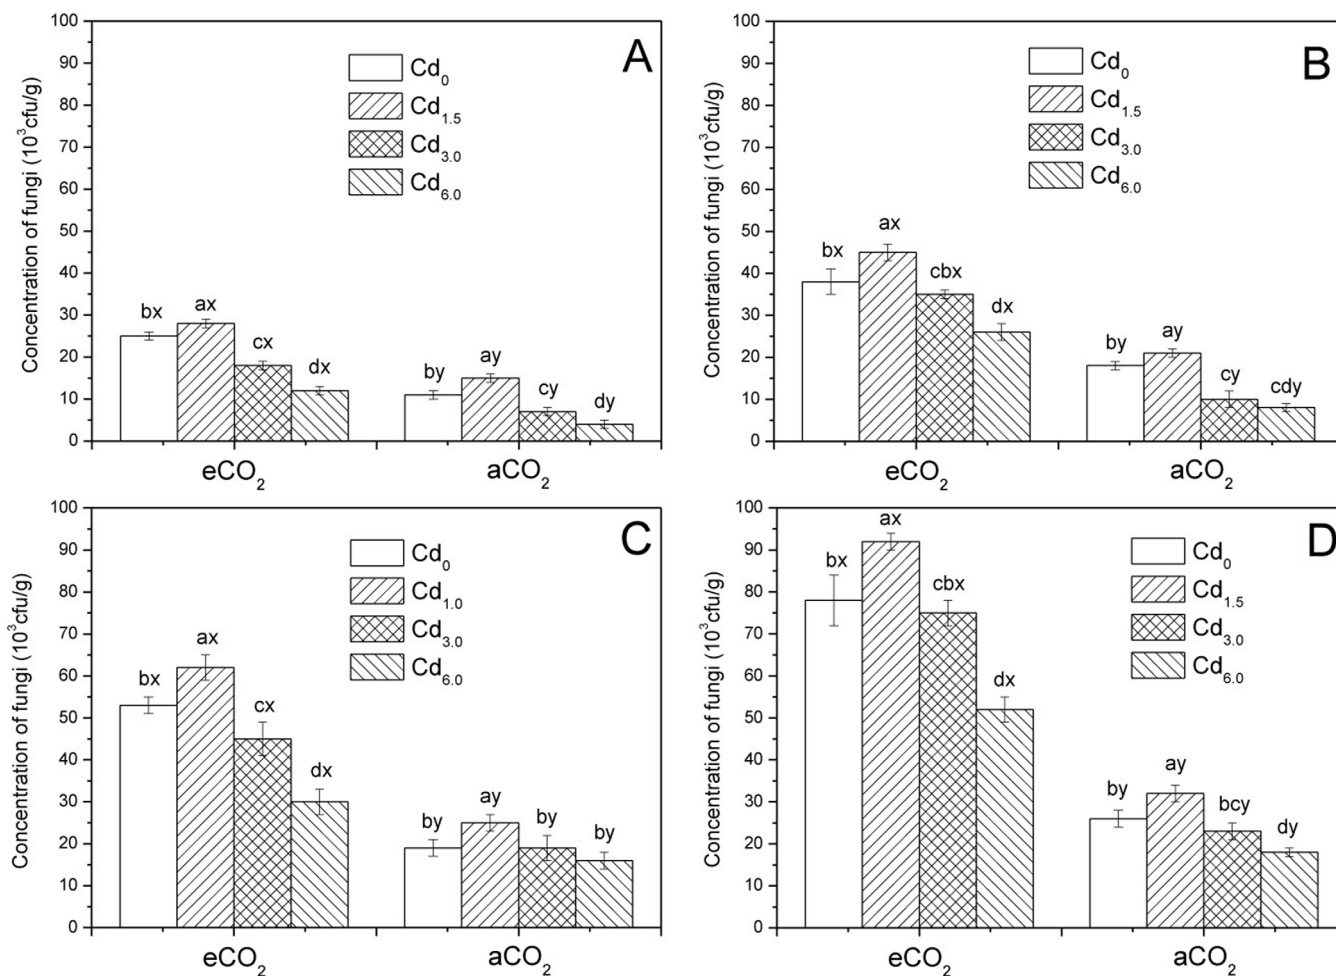 A
Concentration of fungi (10³cfu/g)
100
90
80
70
60
50
40
30
20
10
0
Cd₀
Cd₁.₅
Cd₃.₀
Cd₆.₀
bx
ax
cx
dx
by
ay
cy
dy
eCO₂
aCO₂
B
Concentration of fungi (10³cfu/g)
100
90
80
70
60
50
40
30
20
10
0
Cd₀
Cd₁.₅
Cd₃.₀
Cd₆.₀
bx
ax
cbx
dx
by
ay
cy
cdy
eCO₂
aCO₂
C
Concentration of fungi (10³cfu/g)
100
90
80
70
60
50
40
30
20
10
0
Cd₀
Cd₁.₀
Cd₃.₀
Cd₆.₀
bx
ax
cx
dx
by
ay
by
by
eCO₂
aCO₂
D
Concentration of fungi (10³cfu/g)
100
90
80
70
60
50
40
30
20
10
0
Cd₀
Cd₁.₅
Cd₃.₀
Cd₆.₀
bx
ax
cbx
dx
by
ay
bcy
dy
eCO₂
aCO₂